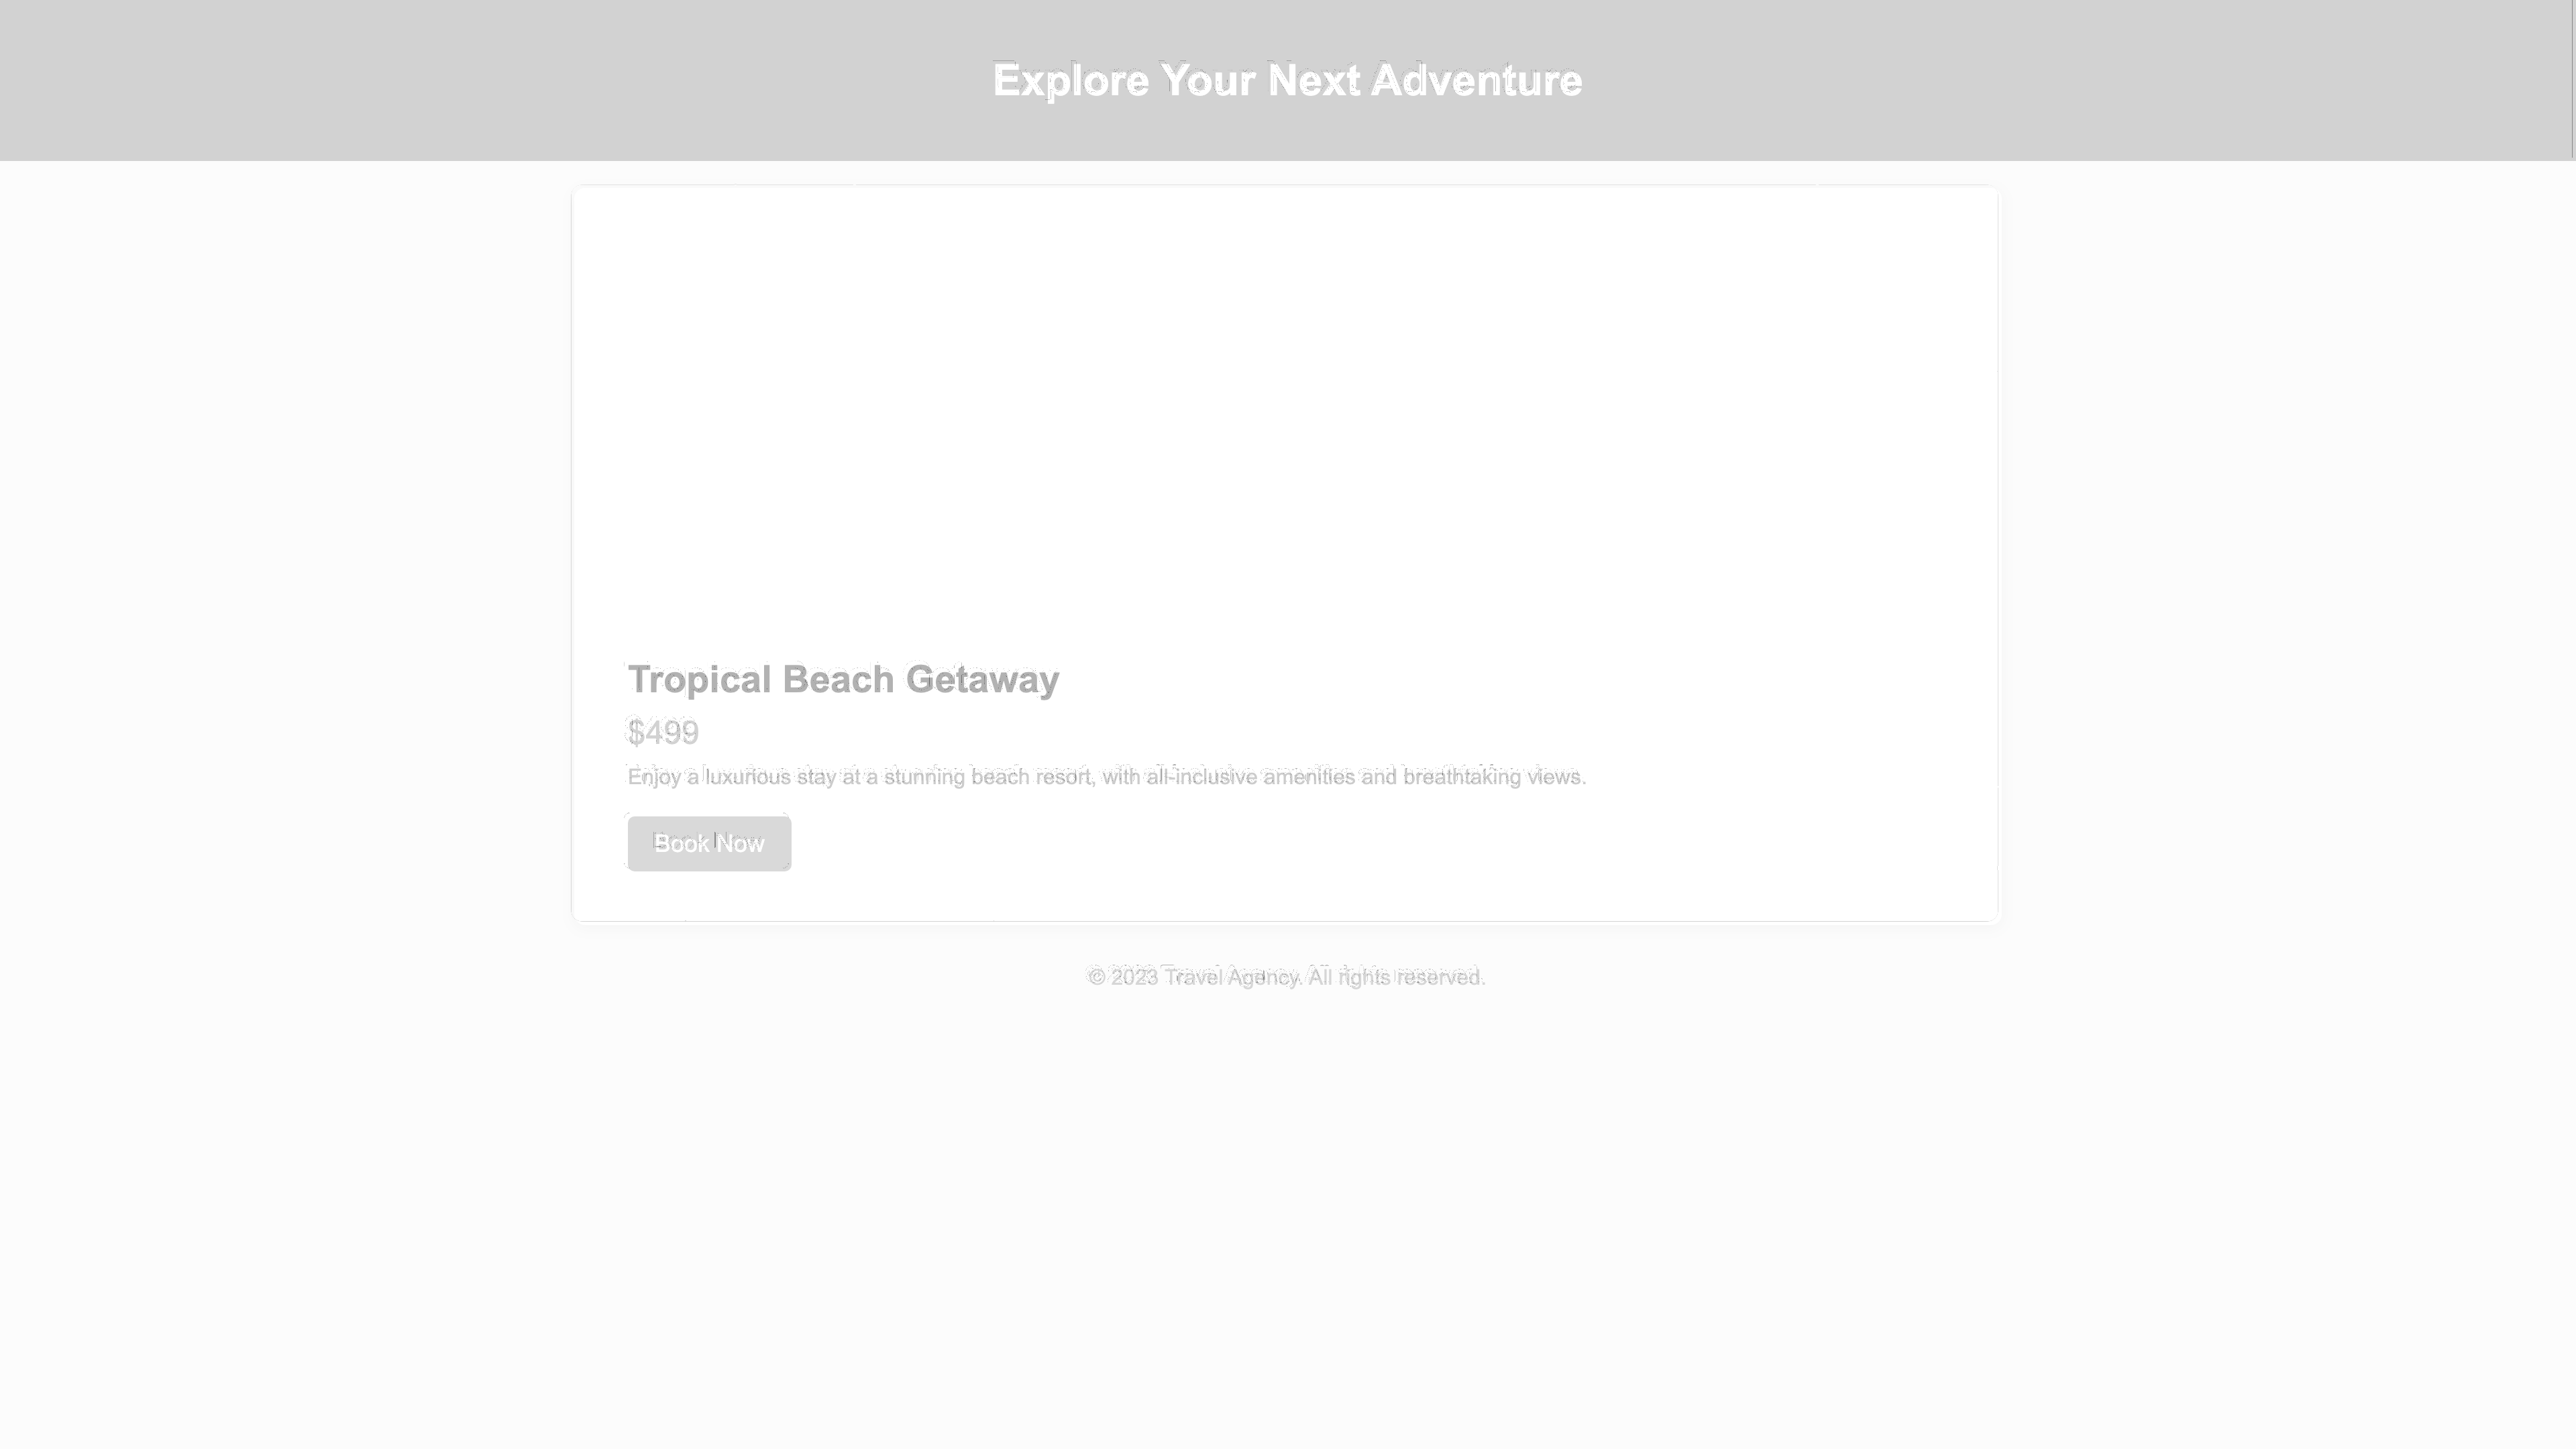 Explore Your Next Adventure
Tropical Beach Getaway
$499
Enjoy a luxurious stay at a stunning beach resort, with all-inclusive amenities and breathtaking views.
Book Now
© 2023 Travel Agency. All rights reserved.